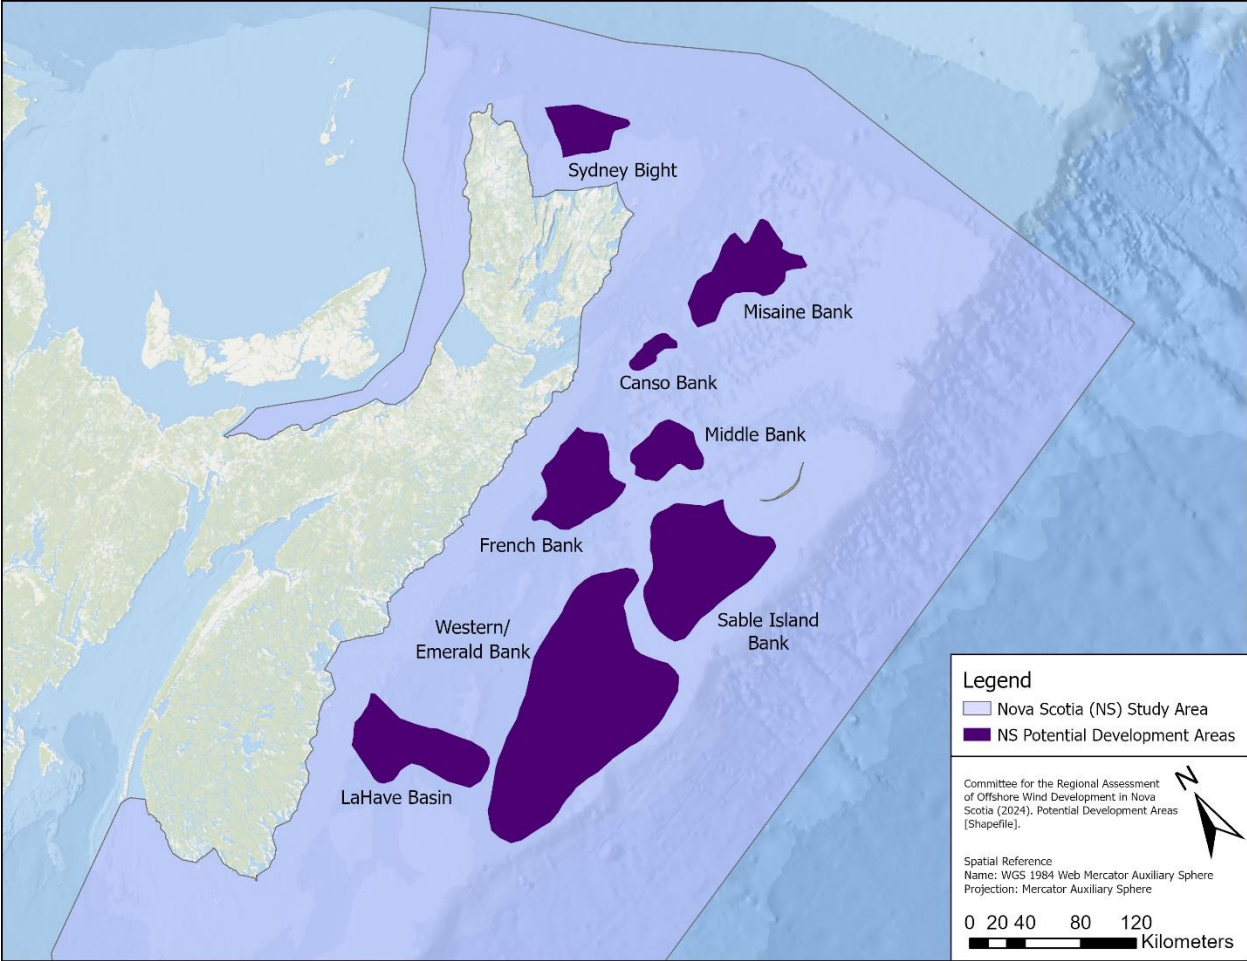 Sydney Bight
Misaine Bank
Canso Bank
Middle Bank
French Bank
Sable Island
Bank
Western/
Emerald Bank
LaHave Basin
Legend
Nova Scotia (NS) Study Area
NS Potential Development Areas
Committee for the Regional Assessment
of Offshore Wind Development in Nova
Scotia (2024). Potential Development Areas
[Shapefile].
N
Spatial Reference
Name: WGS 1984 Web Mercator Auxiliary Sphere
Projection: Mercator Auxiliary Sphere
0 20 40 80 120
Kilometers